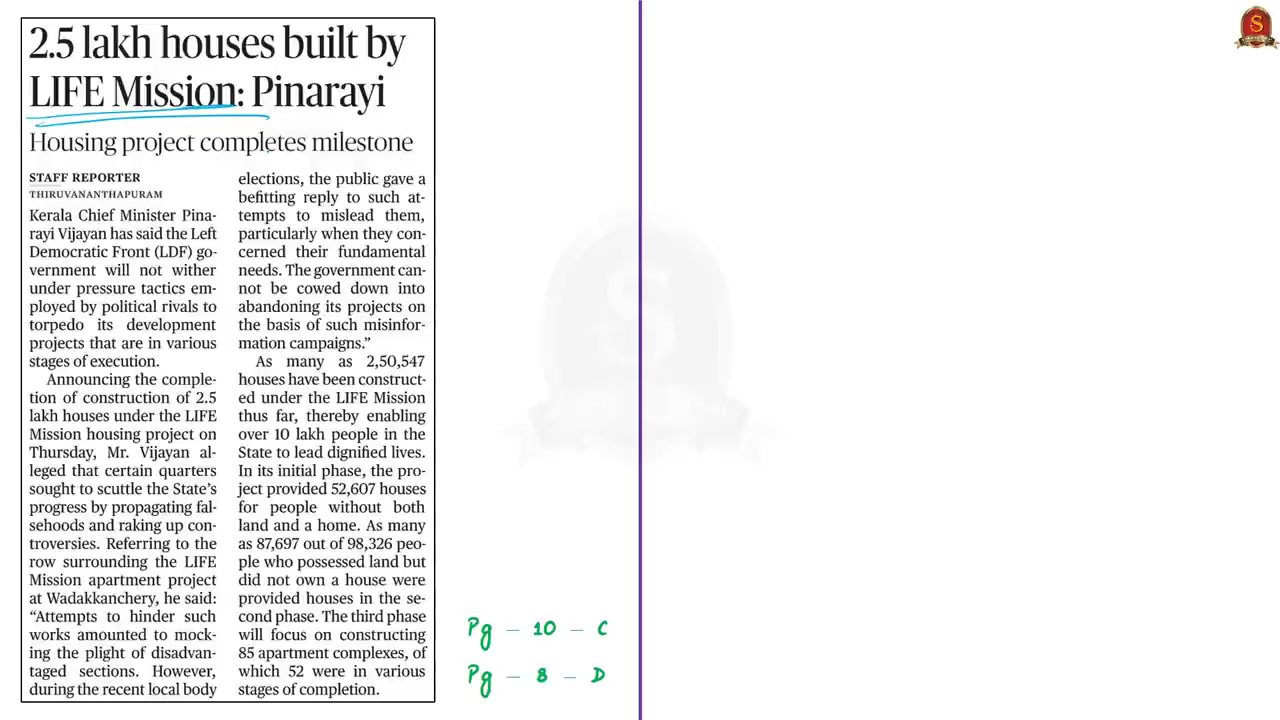 2.5 lakh houses built by
LIFE Mission: Pinarayi
Housing project completes milestone
STAFF REPORTER
THIRUVANANTHAPURAM
Kerala Chief Minister Pina-
rayi Vijayan has said the Left
Democratic Front (LDF) go-
vernment will not wither
under pressure tactics em-
ployed by political rivals to
torpedo its development
projects that are in various
stages of execution.
Announcing the comple-
tion of construction of 2.5
lakh houses under the LIFE
Mission housing project on
Thursday, Mr. Vijayan al-
leged that certain quarters
sought to scuttle the State's
progress by propagating fal-
sehoods and raking up con-
troversies. Referring to the
row surrounding the LIFE
Mission apartment project
at Wadakkanchery, he said:
“Attempts to hinder such
works amounted to mock-
ing the plight of disadvan-
taged sections. However,
during the recent local body
elections, the public gave a
befitting reply to such at-
tempts to mislead them,
particularly when they con-
cerned their fundamental
needs. The government can-
not be cowed down into
abandoning its projects on
the basis of such misinfor-
mation campaigns.”
As many as 2,50,547
houses have been construct-
ed under the LIFE Mission
thus far, thereby enabling
over 10 lakh people in the
State to lead dignified lives.
In its initial phase, the pro-
ject provided 52,607 houses
for people without both
land and a home. As many
as 87,697 out of 98,326 peo-
ple who possessed land but
did not own a house were
provided houses in the se-
cond phase. The third phase
will focus on constructing
85 apartment complexes, of
which 52 were in various
stages of completion.
Pg - 10 - C
Pg - 8 - D
S
S